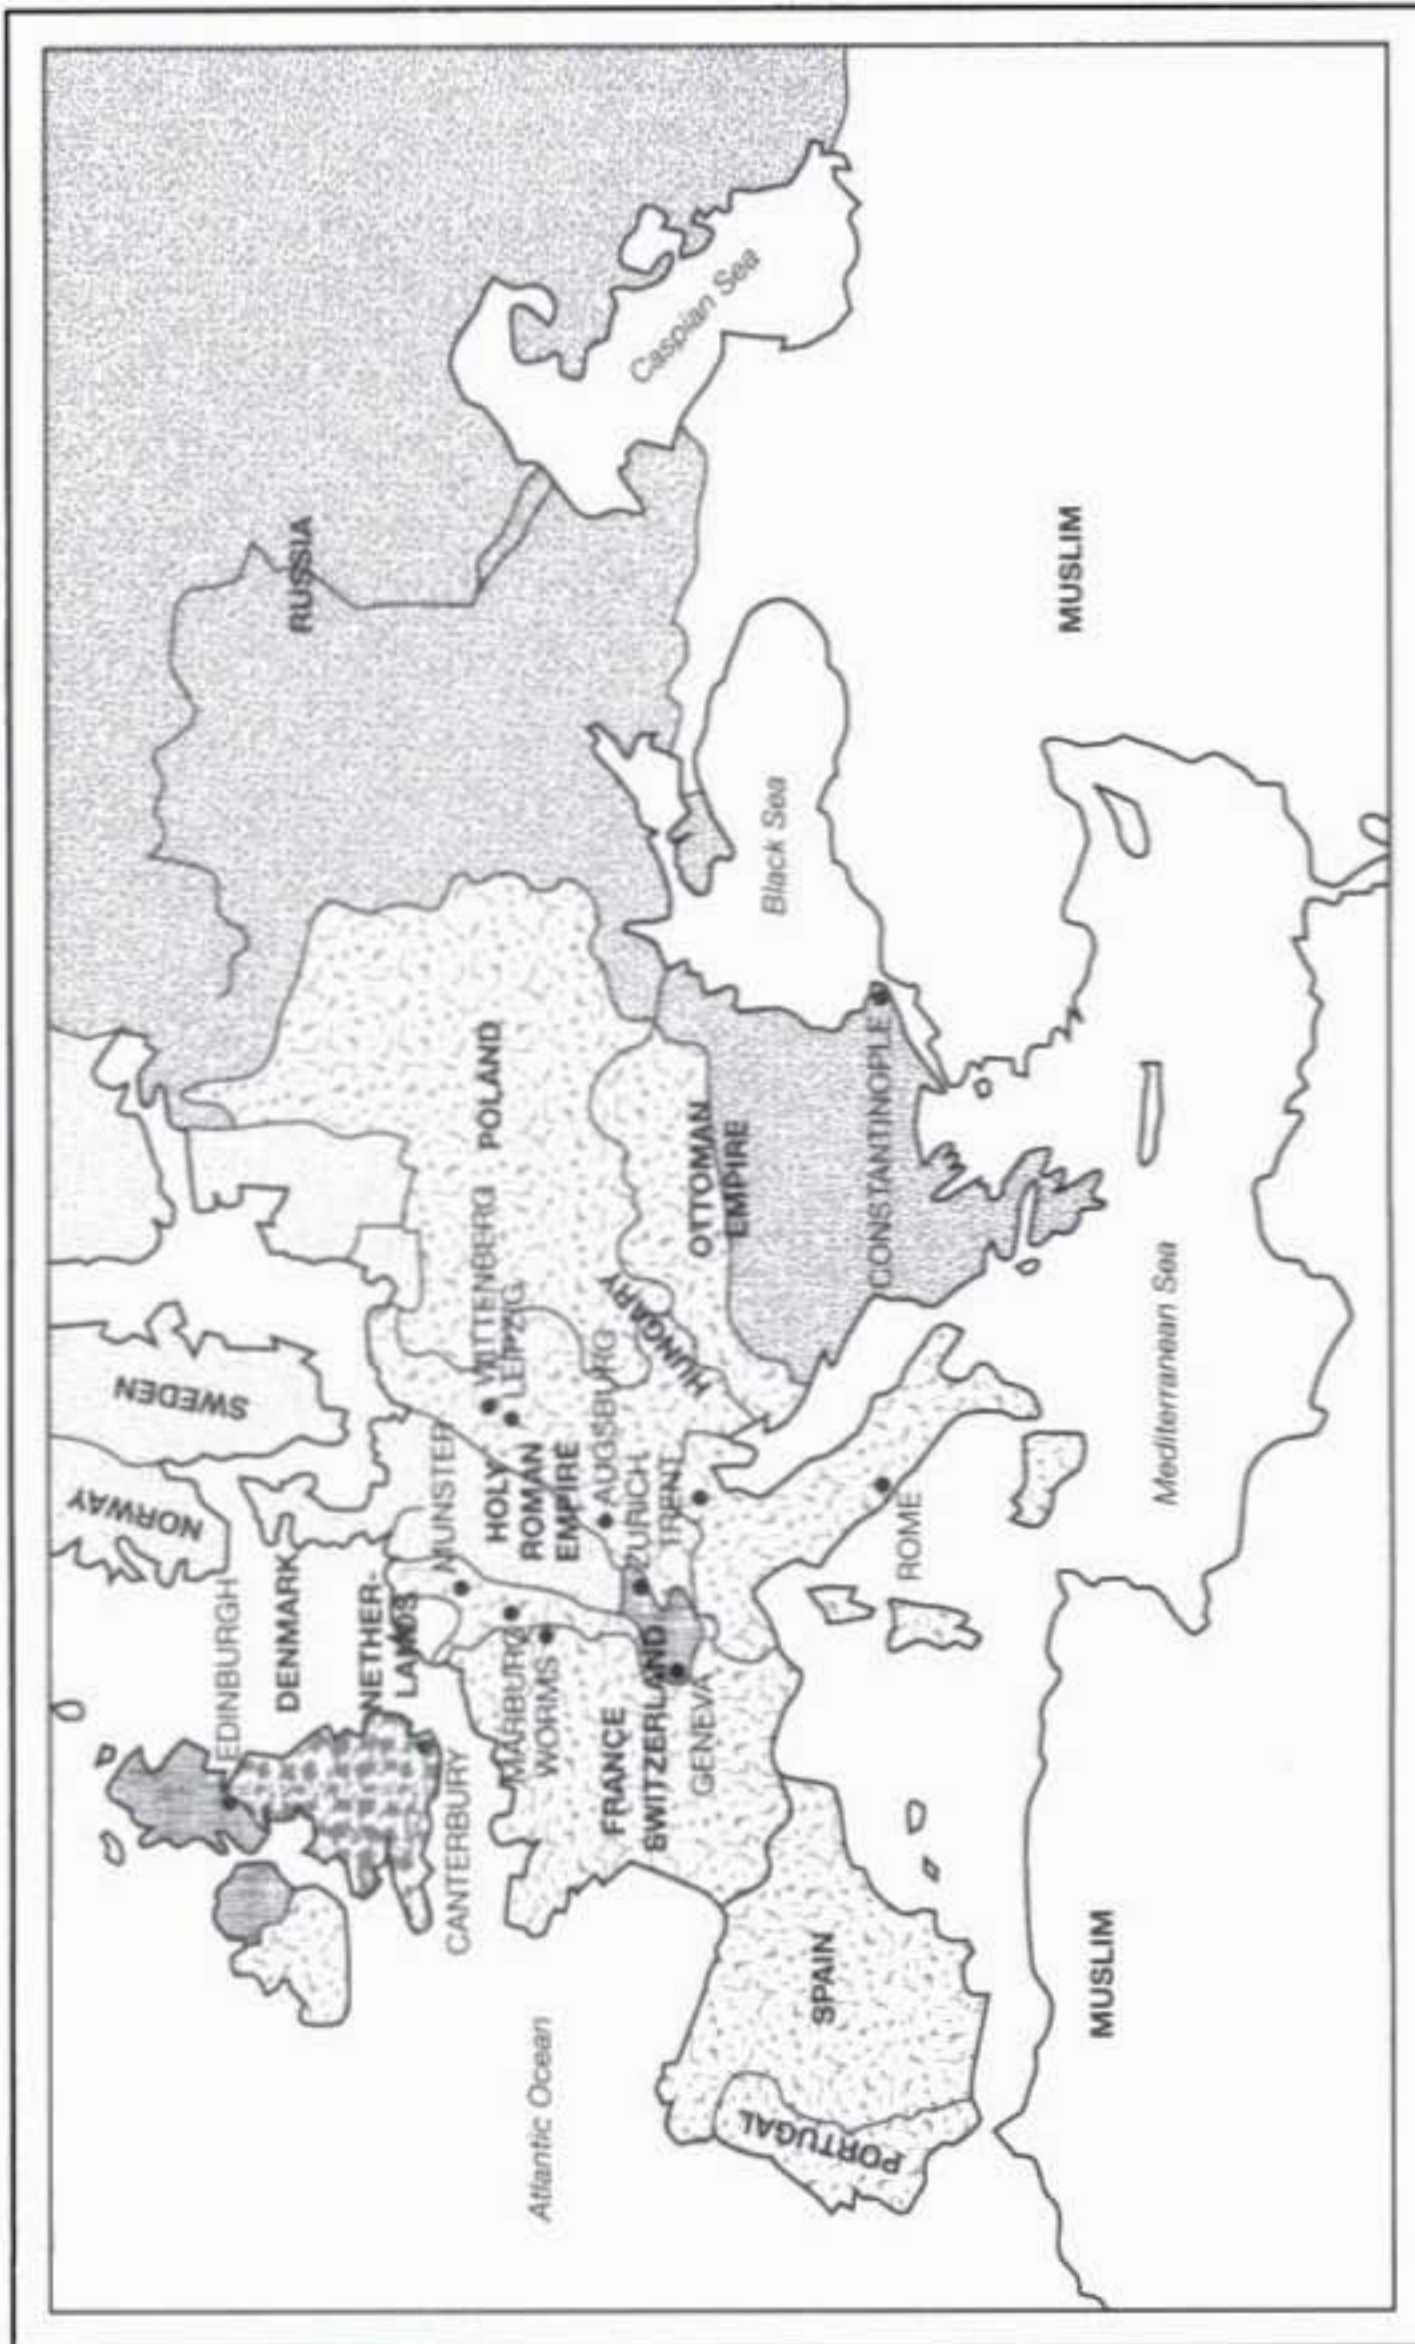 NORWAY
SWEDEN
RUSSIA
EDINBURGH
DENMARK
NETHER-
LANDS
CANTERBURY
MUNSTER
WITTENBERG
POLAND
LEIPZIG
HOLY
ROMAN
EMPIRE
MARBURG
WORMS
Atlantic Ocean
AUGSBURG
HUNGARY
FRANCE
SWITZERLAND
ZURICH
TRENT
GENEVA
OTTOMAN
EMPIRE
Caspian Sea
Black Sea
CONSTANTINOPLE
ROME
SPAIN
PORTUGAL
MUSLIM
Mediterranean Sea
MUSLIM